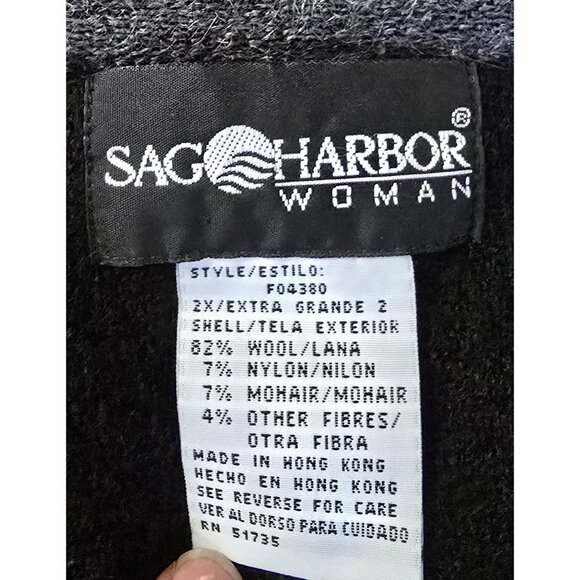 SAG HARBOR®
WOMAN
STYLE/ESTILO:
F04380
2X/EXTRA GRANDE 2
SHELL/TELA EXTERIOR
82% WOOL/LANA
7% NYLON/NILON
7% MOHAIR/MOHAIR
4% OTHER FIBRES/
OTRA FIBRA
MADE IN HONG KONG
HECHO EN HONG KONG
SEE REVERSE FOR CARE
VER AL DORSO PARA CUIDADO
RN 51735